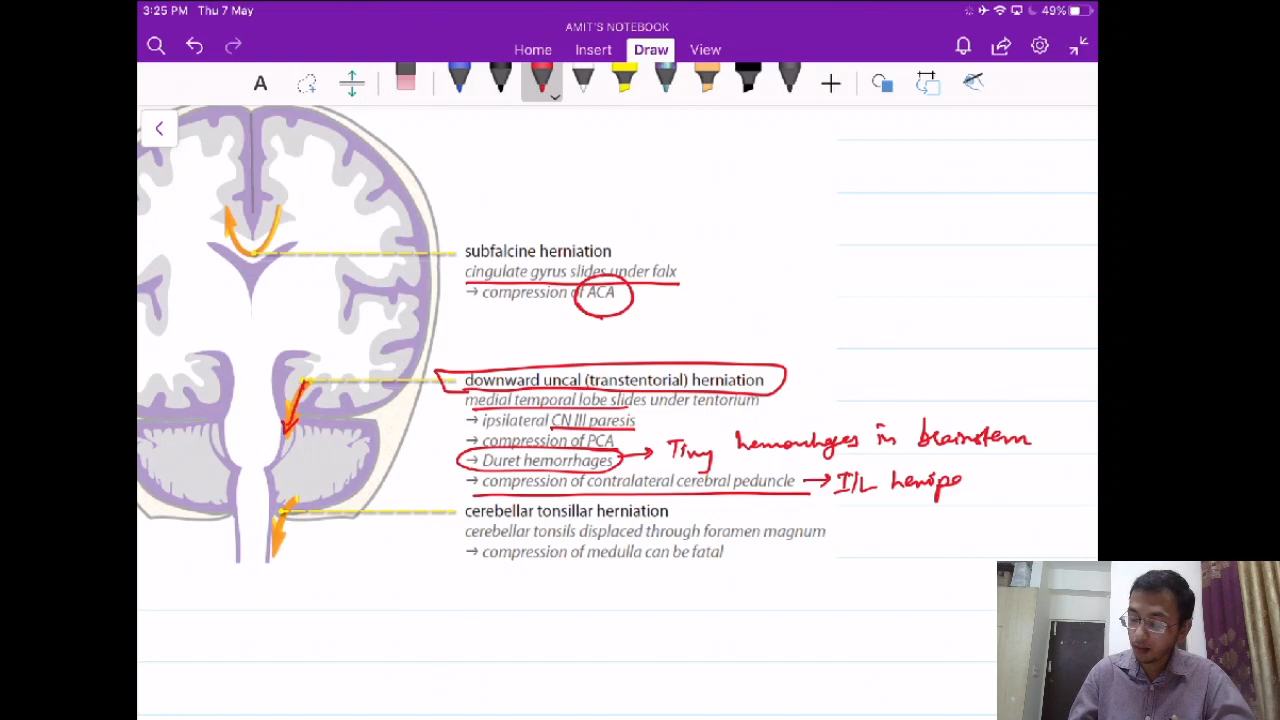 3:25 PM Thu 7 May
49%
AMIT'S NOTEBOOK
Home Insert Draw View
A
subfalcine herniation
cingulate gyrus slides under falx
→ compression of ACA
downward uncal (transtentorial) herniation
medial temporal lobe slides under tentorium
→ ipsilateral CN III paresis
→ compression of PCA
→ Duret hemorrhages → Tiny hemorrhages in brainstem
→ compression of contralateral cerebral peduncle → I/L hemipe
cerebellar tonsillar herniation
cerebellar tonsils displaced through foramen magnum
→ compression of medulla can be fatal